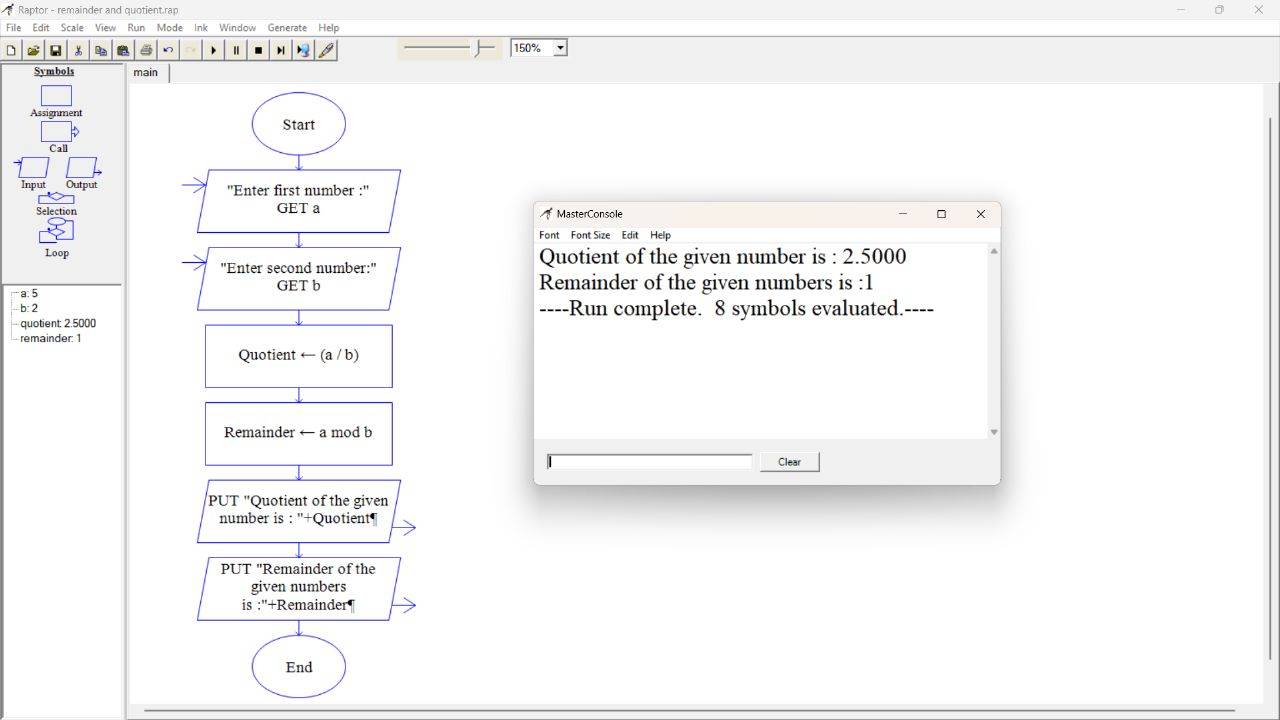 Raptor - remainder and quotient.rap
File Edit Scale View Run Mode Ink Window Generate Help
150%
Symbols
Assignment
Call
Input Output
Selection
Loop
a: 5
b: 2
quotient: 2.5000
remainder: 1
main
Start
"Enter first number :"
GET a
"Enter second number:"
GET b
Quotient ← (a / b)
Remainder ← a mod b
PUT "Quotient of the given
number is : "+Quotient¶
PUT "Remainder of the
given numbers
is :"+Remainder¶
End
MasterConsole
Font Font Size Edit Help
Quotient of the given number is : 2.5000
Remainder of the given numbers is :1
----Run complete.  8 symbols evaluated.----
Clear